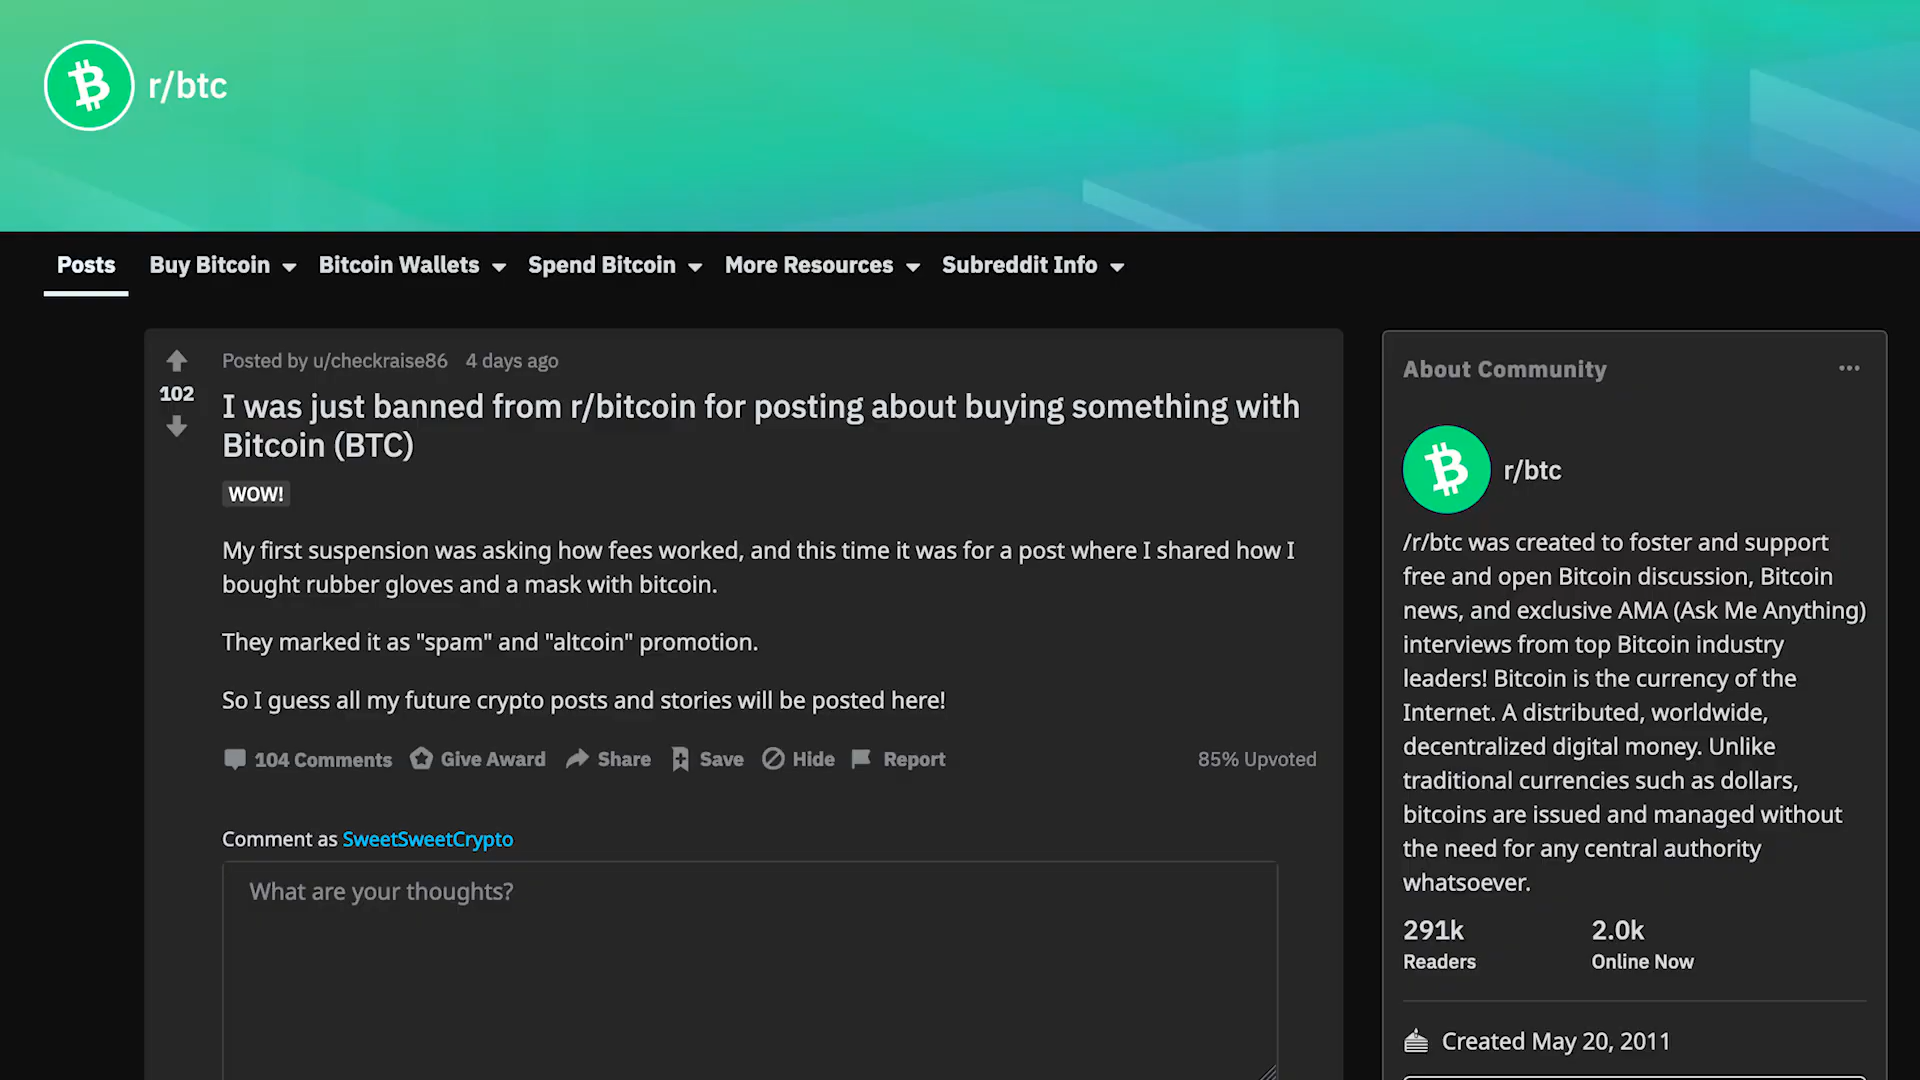 r/btc
Posts Buy Bitcoin Bitcoin Wallets Spend Bitcoin More Resources Subreddit Info
102
Posted by u/checkraise86 4 days ago
I was just banned from r/bitcoin for posting about buying something with
Bitcoin (BTC)
WOW!
My first suspension was asking how fees worked, and this time it was for a post where I shared how I
bought rubber gloves and a mask with bitcoin.
They marked it as "spam" and "altcoin" promotion.
So I guess all my future crypto posts and stories will be posted here!
104 Comments Give Award Share Save Hide Report 85% Upvoted
Comment as SweetSweetCrypto
What are your thoughts?
About Community
r/btc
/r/btc was created to foster and support
free and open Bitcoin discussion, Bitcoin
news, and exclusive AMA (Ask Me Anything)
interviews from top Bitcoin industry
leaders! Bitcoin is the currency of the
Internet. A distributed, worldwide,
decentralized digital money. Unlike
traditional currencies such as dollars,
bitcoins are issued and managed without
the need for any central authority
whatsoever.
291k 2.0k
Readers Online Now
Created May 20, 2011